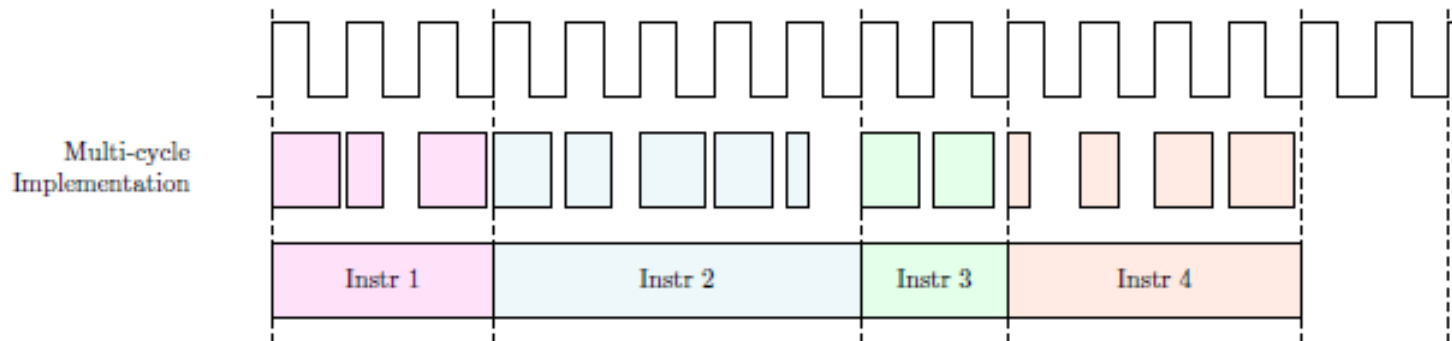 Multi-cycle
Implementation
Instr 1
Instr 2
Instr 3
Instr 4